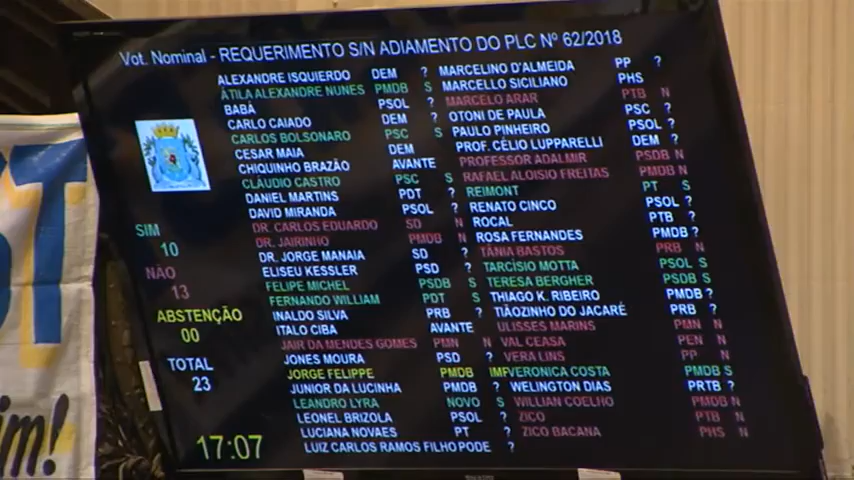 Vot. Nominal - REQUERIMENTO S/N ADIAMENTO DO PLC Nº 62/2018
ALEXANDRE ISQUIERDO DEM ?
ÁTILA ALEXANDRE NUNES PMDB S
BABÁ PSOL ?
CARLO CAIADO DEM ?
CARLOS BOLSONARO PSC S
CESAR MAIA DEM
CHIQUINHO BRAZÃO AVANTE ?
CLÁUDIO CASTRO PSC S
DANIEL MARTINS PDT ?
DAVID MIRANDA PSOL ?
DR. CARLOS EDUARDO SD N
DR. JAIRINHO PMDB N
DR. JORGE MANAIA SD ?
ELISEU KESSLER PSD ?
FELIPE MICHEL PSDB S
FERNANDO WILLIAM PDT S
INALDO SILVA PRB ?
ITALO CIBA AVANTE ?
JAIR DA MENDES GOMES PMN N
JONES MOURA PSD ?
JORGE FELIPPE PMDB IMP
JUNIOR DA LUCINHA PMDB ?
LEANDRO LYRA NOVO S
LEONEL BRIZOLA PSOL ?
LUCIANA NOVAES PT ?
LUIZ CARLOS RAMOS FILHO PODE ?
MARCELINO D'ALMEIDA PP ?
MARCELLO SICILIANO PHS
MARCELO ARAR PTB N
OTONI DE PAULA PSC ?
PAULO PINHEIRO PSOL ?
PROF. CÉLIO LUPPARELLI DEM ?
PROFESSOR ADALMIR PSDB N
RAFAEL ALOISIO FREITAS PMDB N
REIMONT PT S
RENATO CINCO PSOL ?
ROCAL PTB ?
ROSA FERNANDES PMDB ?
TÂNIA BASTOS PRB N
TARCÍSIO MOTTA PSOL S
TERESA BERGHER PSDB S
THIAGO K. RIBEIRO PMDB ?
TIÃOZINHO DO JACARÉ PRB ?
ULISSES MARINS PMN N
VAL CEASA PEN N
VERA LINS PP N
VERONICA COSTA PMDB S
WELINGTON DIAS PRTB ?
WILLIAN COELHO PMDB N
ZICO PTB N
ZICO BACANA PHS N
SIM
10
NÃO
13
ABSTENÇÃO
00
TOTAL
23
17:07